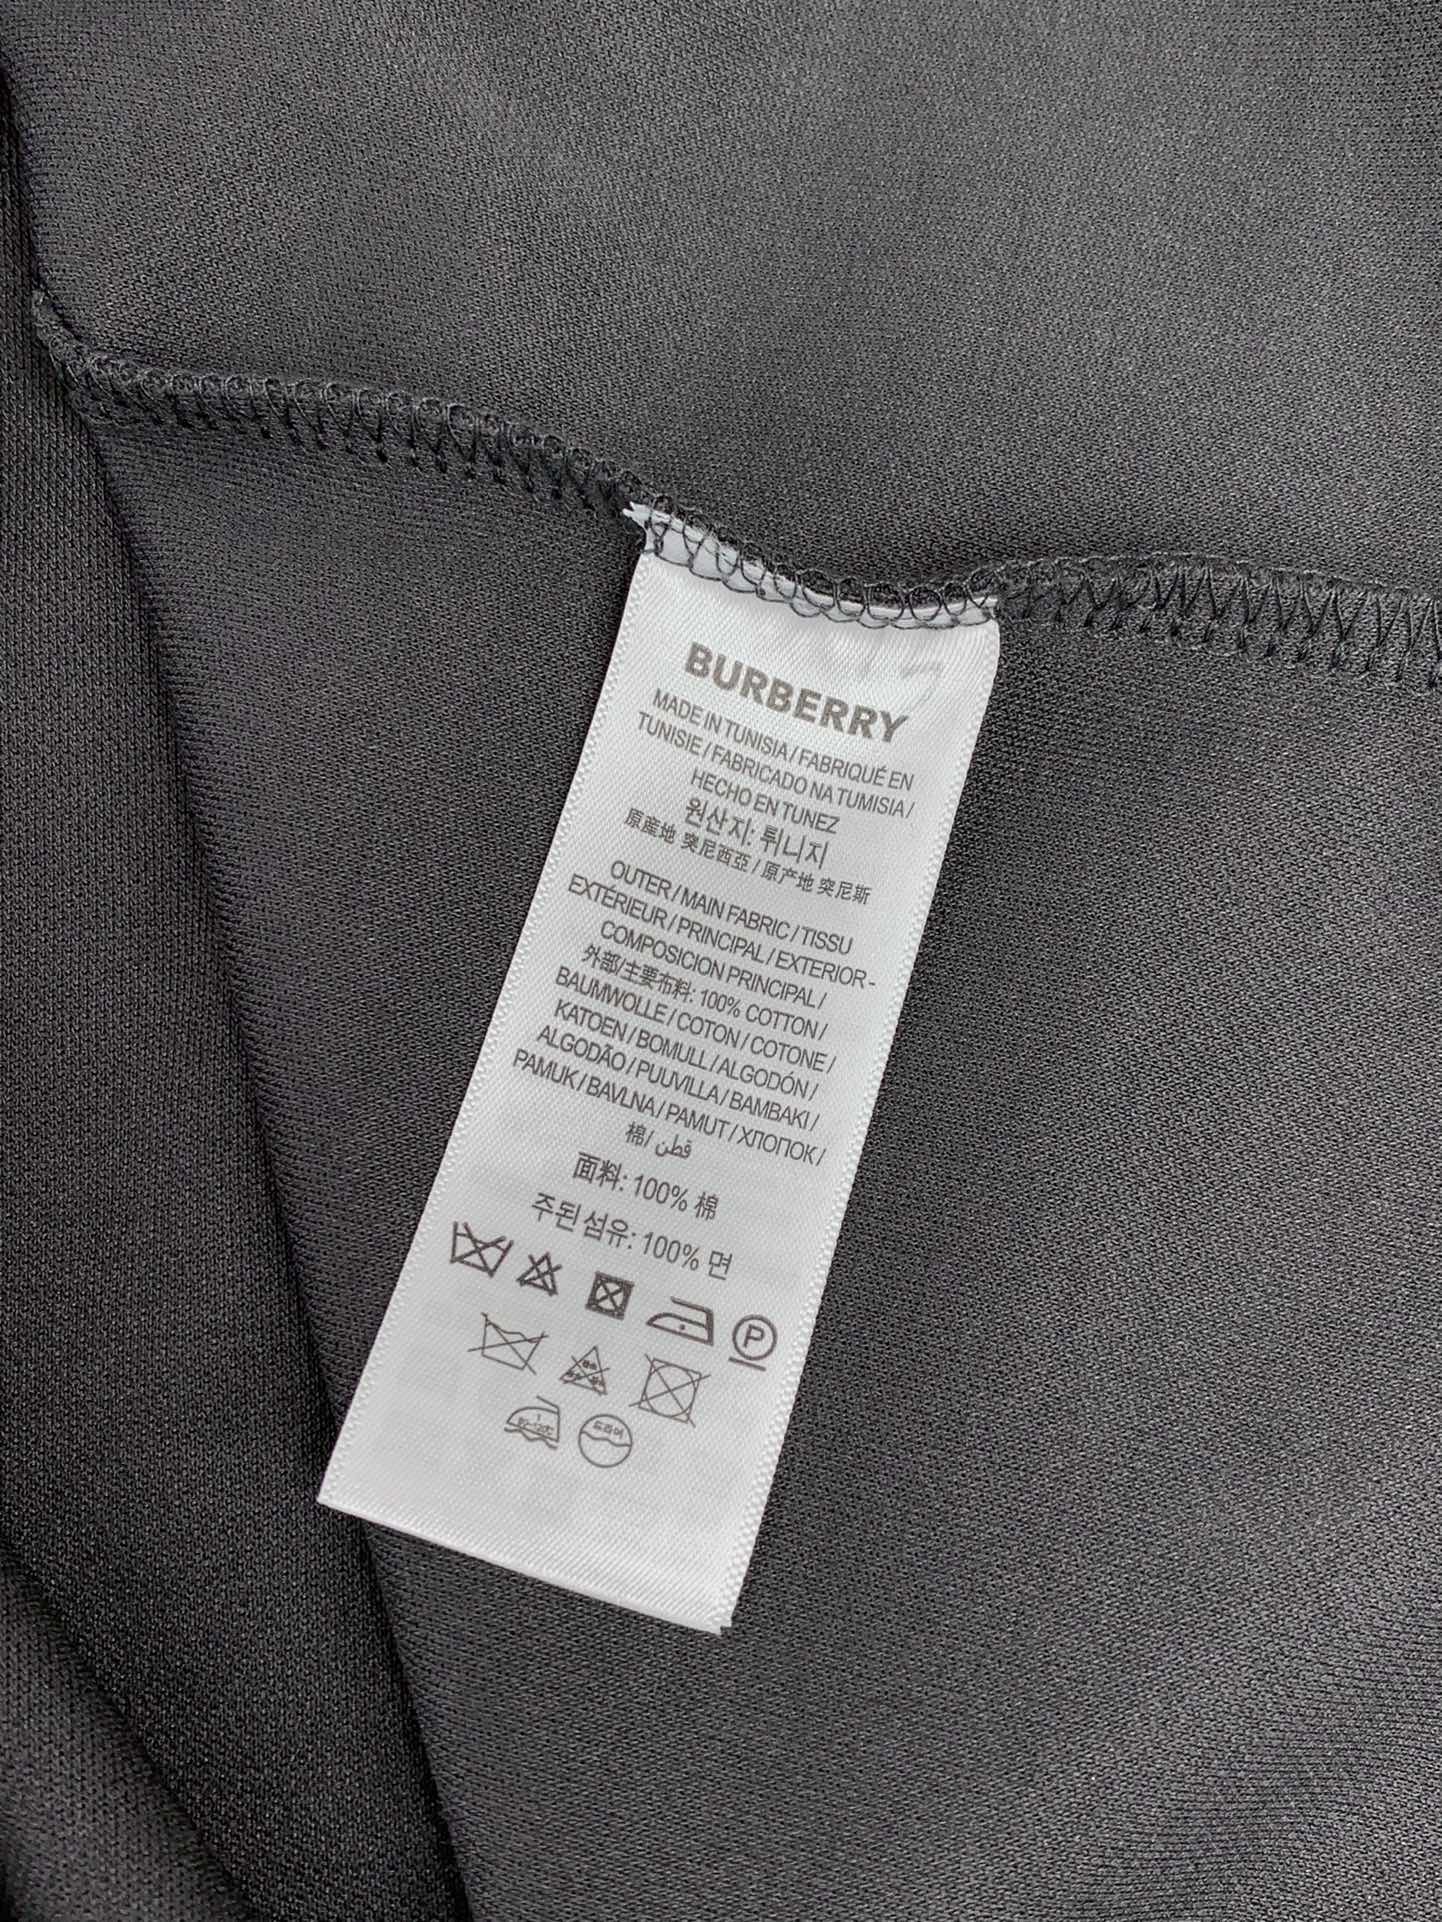 BURBERRY
MADE IN TUNISIA / FABRIQUÉ EN
TUNISIE / FABRICADO NA TUMISIA /
HECHO EN TUNEZ
원산지: 튀니지
原產地 突尼西亞 / 原产地 突尼斯
OUTER / MAIN FABRIC / TISSU
EXTÉRIEUR / PRINCIPAL / EXTERIOR -
COMPOSICION PRINCIPAL /
外部/主要布料: 100% COTTON /
BAUMWOLLE / COTON / COTONE /
KATOEN / BOMULL / ALGODÓN /
ALGODÃO / PUUVILLA / BAMBAKI /
PAMUK / BAVLNA / PAMUT / ХЛОПОК /
棉/ قطن
面料: 100% 棉
주된 섬유: 100% 면
P
드라이